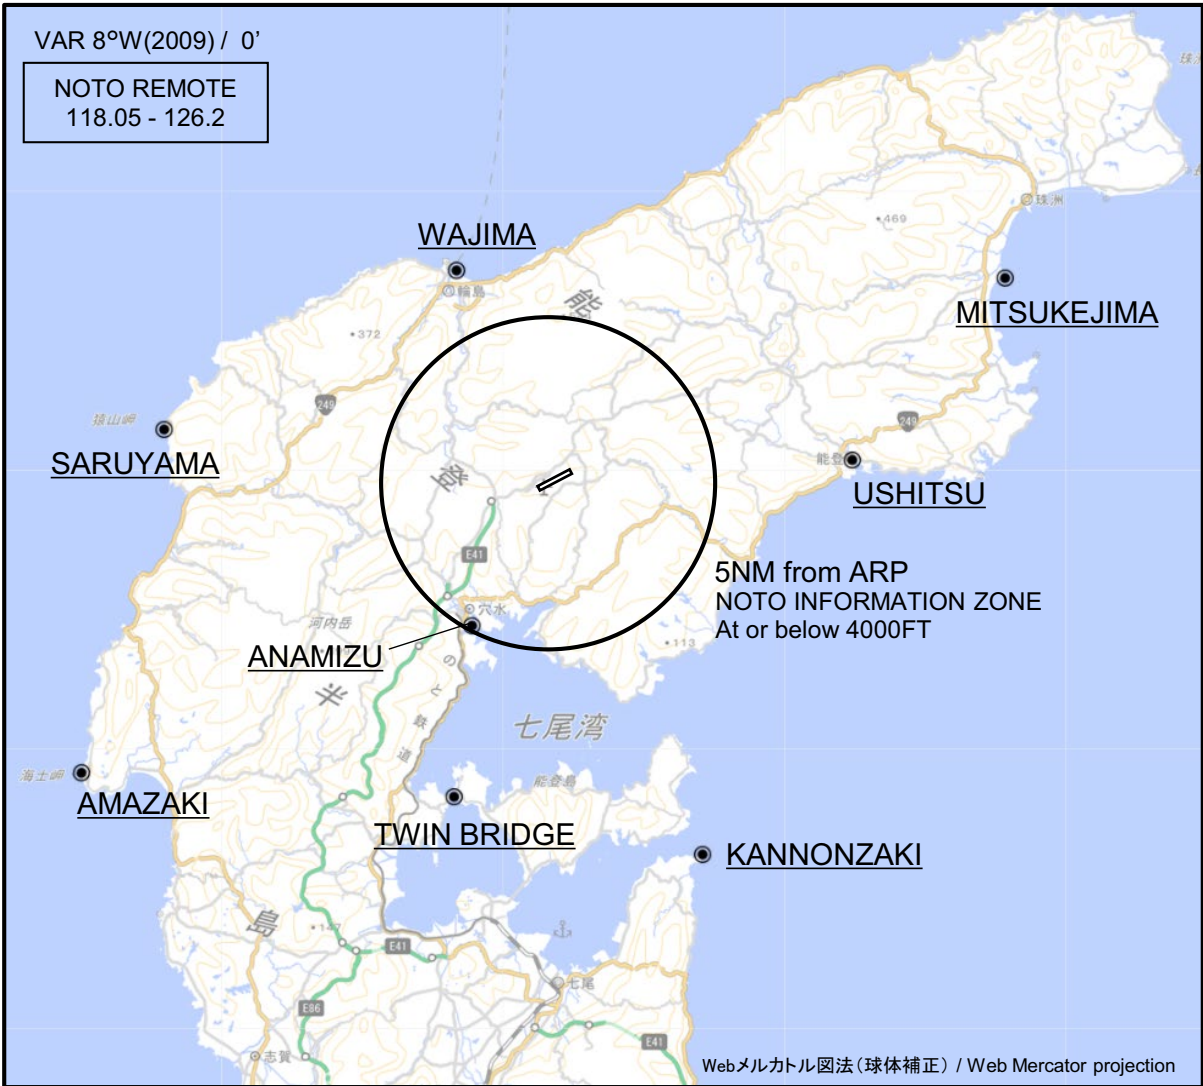 VAR 8°W(2009) / 0’
NOTO REMOTE
118.05 - 126.2
珠洲
469
WAJIMA
輪島
能
MITSUKEJIMA
372
249
猿山岬
249
SARUYAMA
登
能登
USHITSU
E41
5NM from ARP
NOTO INFORMATION ZONE
At or below 4000FT
穴水
河内岳
ANAMIZU
113
半
のと鉄道
七尾湾
海士岬
AMAZAKI
能登島
TWIN BRIDGE
KANNONZAKI
島
147
E41
七尾
E86
E41
志賀
Webメルカトル図法(球体補正) / Web Mercator projection